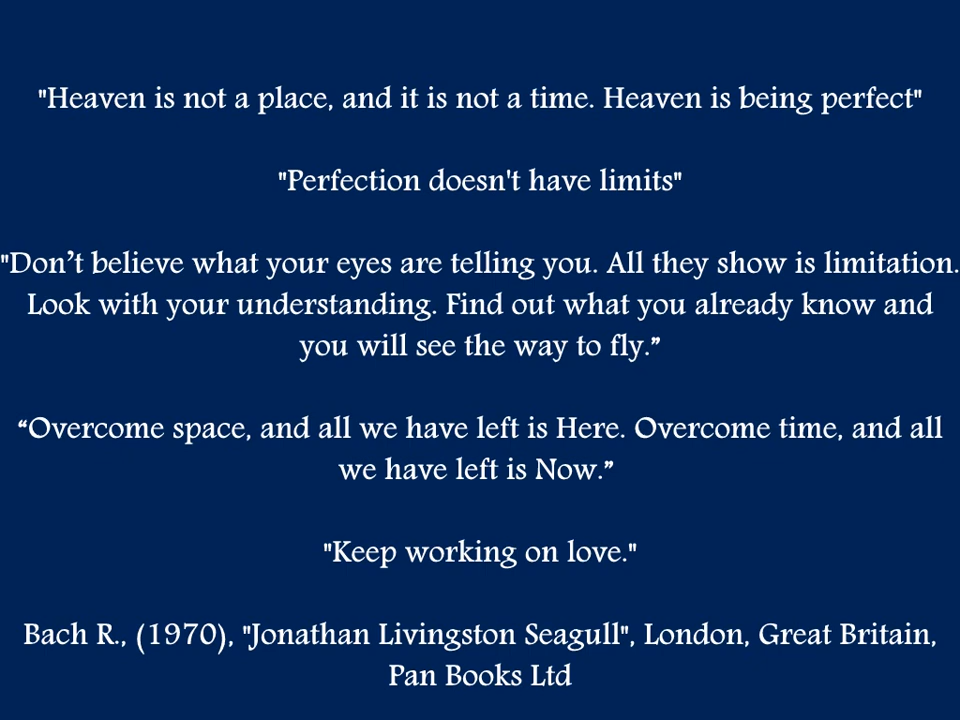 "Heaven is not a place, and it is not a time. Heaven is being perfect"
"Perfection doesn't have limits"
"Don’t believe what your eyes are telling you. All they show is limitation.
Look with your understanding. Find out what you already know and
you will see the way to fly.”
“Overcome space, and all we have left is Here. Overcome time, and all
we have left is Now.”
"Keep working on love."
Bach R., (1970), "Jonathan Livingston Seagull", London, Great Britain,
Pan Books Ltd